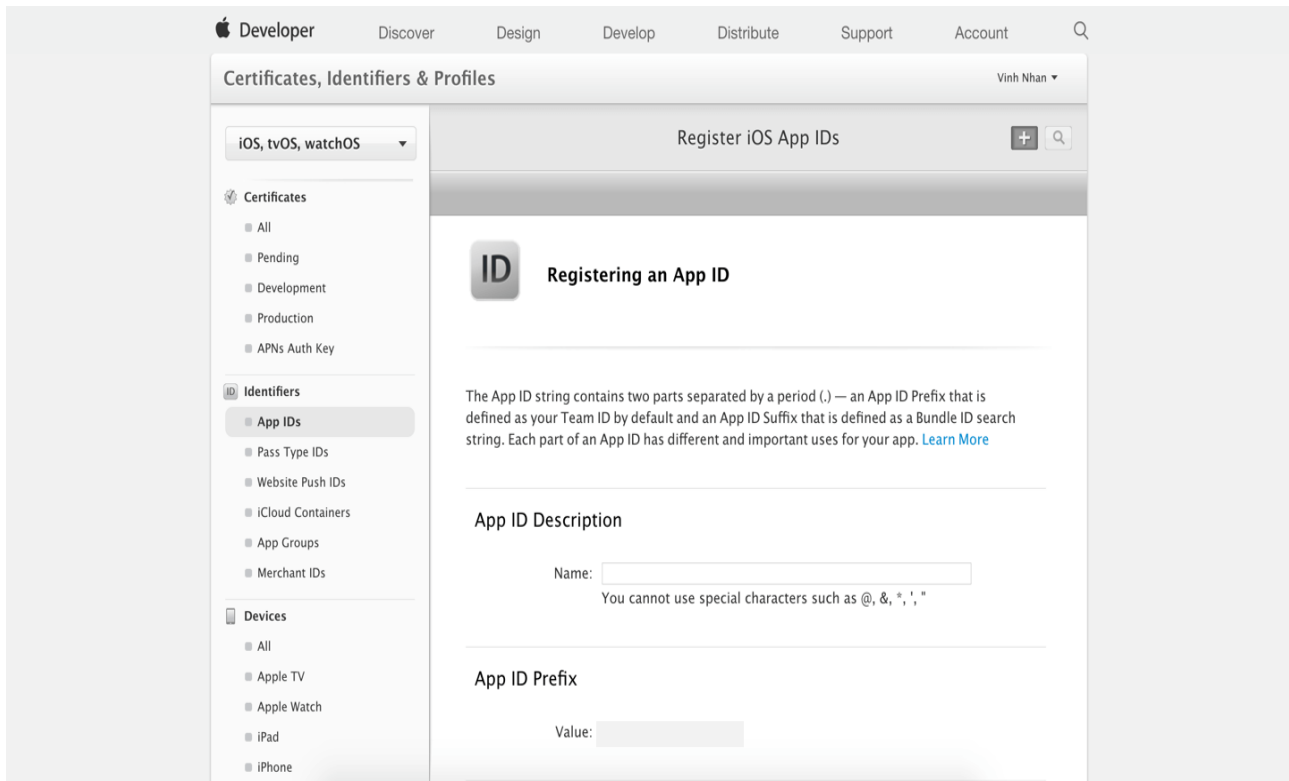 Developer Discover Design Develop Distribute Support Account
Certificates, Identifiers & Profiles
Vinh Nhan
iOS, tvOS, watchOS
Certificates
All
Pending
Development
Production
APNs Auth Key
ID Identifiers
App IDs
Pass Type IDs
Website Push IDs
iCloud Containers
App Groups
Merchant IDs
Devices
All
Apple TV
Apple Watch
iPad
iPhone
Register iOS App IDs
+
ID
Registering an App ID
The App ID string contains two parts separated by a period (.) — an App ID Prefix that is
defined as your Team ID by default and an App ID Suffix that is defined as a Bundle ID search
string. Each part of an App ID has different and important uses for your app. Learn More
App ID Description
Name:
You cannot use special characters such as @, &, *, ', "
App ID Prefix
Value: